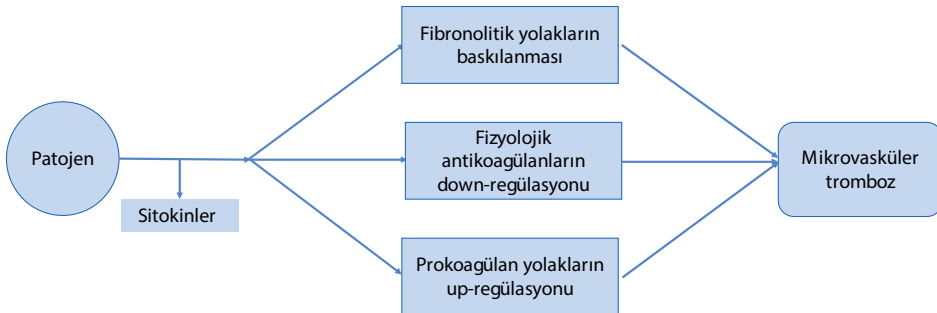 Patojen
Sitokinler
Fibronolitik yolakların
baskılanması
Fizyolojik
antikoagülanların
down-regülasyonu
Prokoagülan yolakların
up-regülasyonu
Mikrovasküler
tromboz